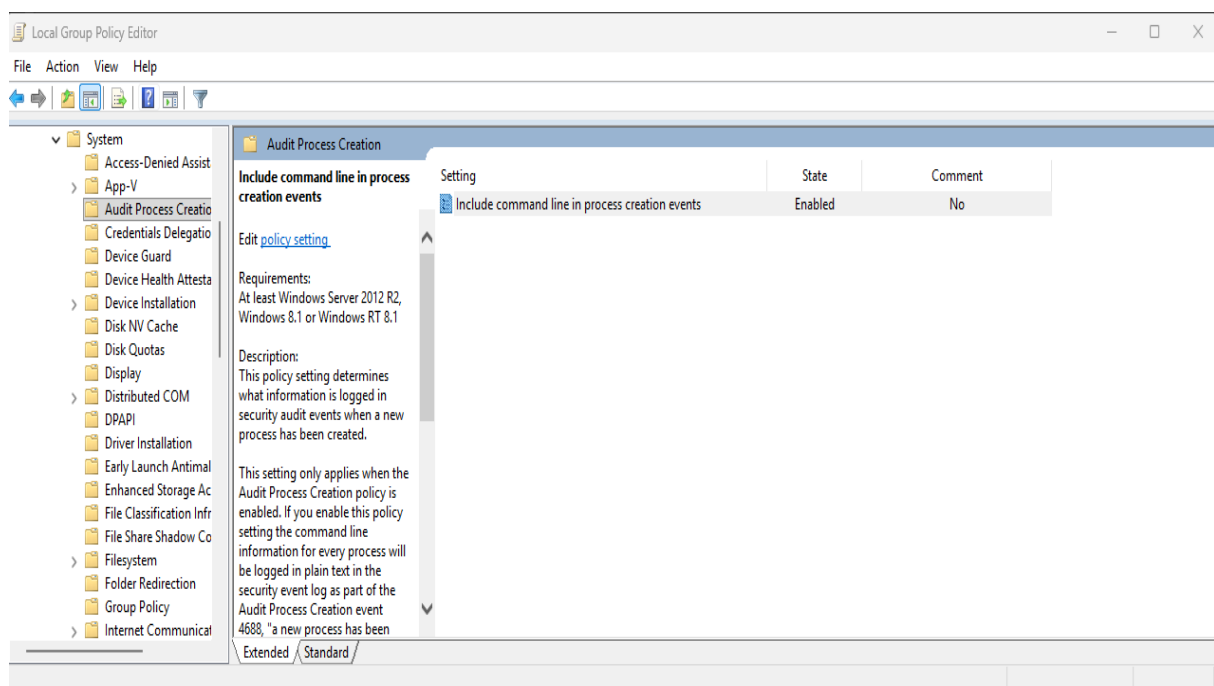 Local Group Policy Editor
File Action View Help
System
Access-Denied Assist
App-V
Audit Process Creatio
Credentials Delegatio
Device Guard
Device Health Attesta
Device Installation
Disk NV Cache
Disk Quotas
Display
Distributed COM
DPAPI
Driver Installation
Early Launch Antimal
Enhanced Storage Ac
File Classification Infr
File Share Shadow Co
Filesystem
Folder Redirection
Group Policy
Internet Communicat
Audit Process Creation
Include command line in process
creation events
Edit policy setting
Requirements:
At least Windows Server 2012 R2,
Windows 8.1 or Windows RT 8.1
Description:
This policy setting determines
what information is logged in
security audit events when a new
process has been created.
This setting only applies when the
Audit Process Creation policy is
enabled. If you enable this policy
setting the command line
information for every process will
be logged in plain text in the
security event log as part of the
Audit Process Creation event
4688, "a new process has been
Setting State Comment
Include command line in process creation events Enabled No
Extended Standard